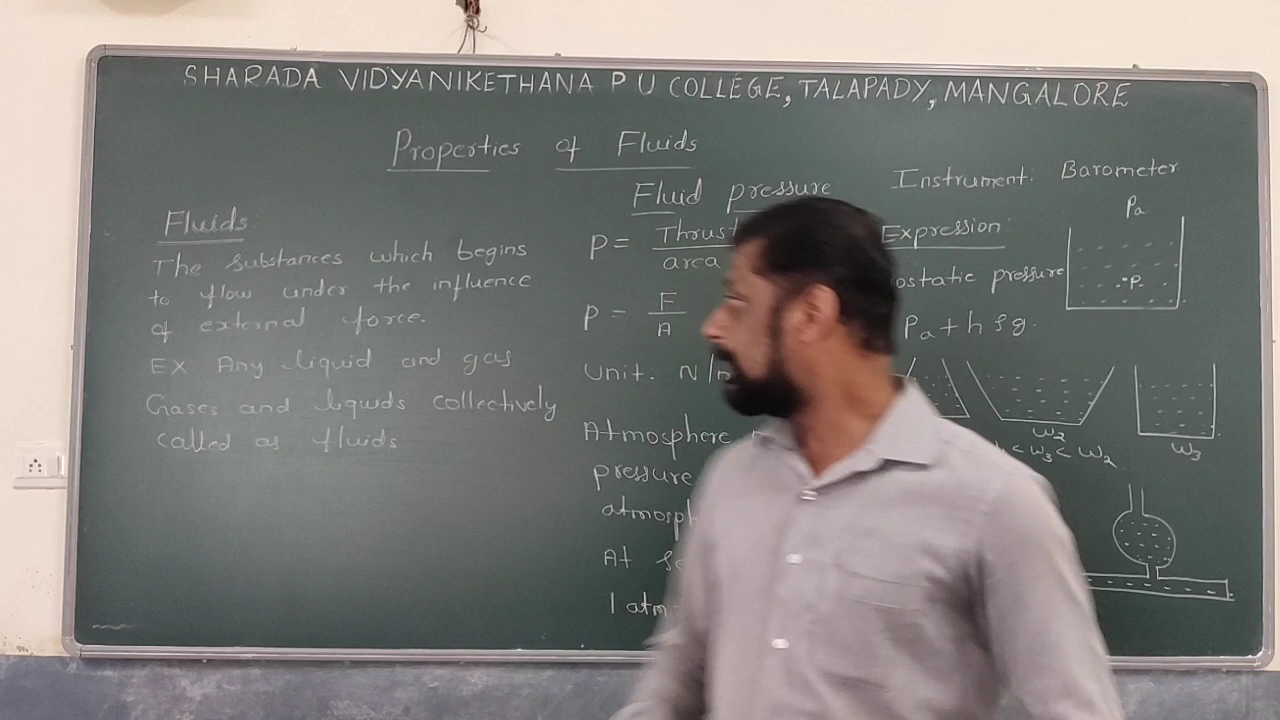 SHARADA VIDYANIKETHANA P U COLLEGE, TALAPADY, MANGALORE
Properties of Fluids
Fluids:
The substances which begins
to flow under the influence
of external force.
EX Any liquid and gas
Gases and liquids collectively
called as fluids
Fluid pressure
P = Thrust
area
P = F
A
Unit. N/
Atmosphere
pressure
atmosph
At
1 atm
Instrument: Barometer
Expression:
ostatic pressure
Pa + h ρ g.
Pa
P.
w2
< w3 < w2
w3